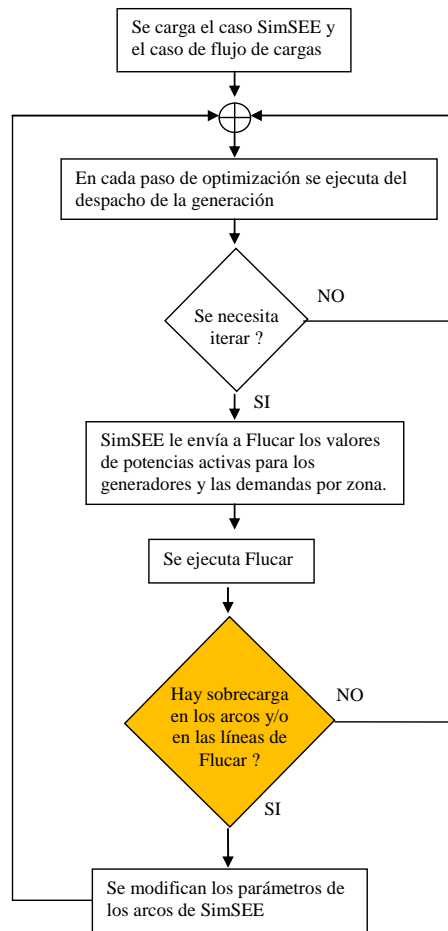 Se carga el caso SimSEE y
el caso de flujo de cargas
En cada paso de optimización se ejecuta del
despacho de la generación
NO
Se necesita
iterar ?
SI
SimSEE le envía a Flucar los valores
de potencias activas para los
generadores y las demandas por zona.
Se ejecuta Flucar
Hay sobrecarga
en los arcos y/o
en las líneas de
Flucar ?
NO
SI
Se modifican los parámetros de
los arcos de SimSEE